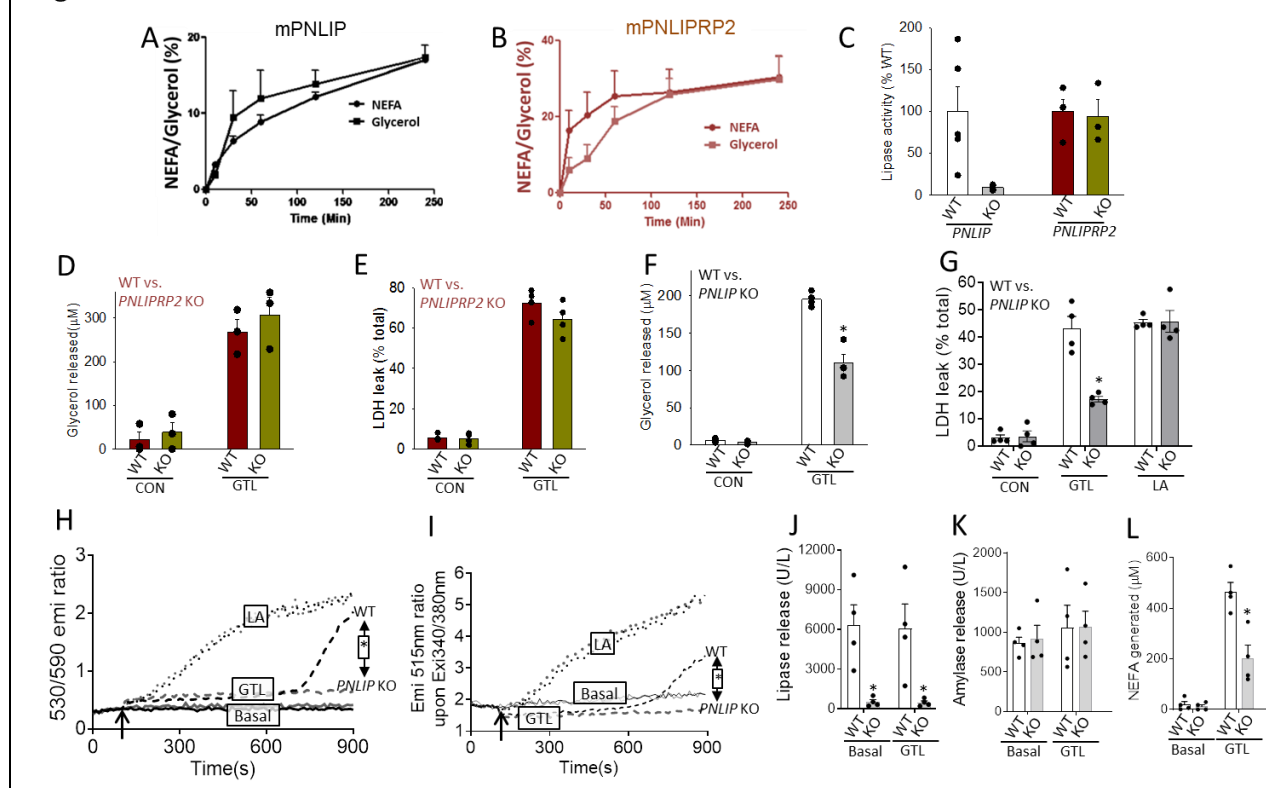 A
mPNLIP
NEFA/Glycerol (%)
20
10
0
NEFA
Glycerol
0 50 100 150 200 250
Time (Min)
B
mPNLIPRP2
NEFA/Glycerol (%)
40
20
0
NEFA
Glycerol
0 50 100 150 200 250
Time (Min)
C
Lipase activity (% WT)
200
150
100
50
0
WT KO WT KO
PNLIP PNLIPRP2
D
WT vs.
PNLIPRP2 KO
Glycerol released(μM)
300
200
100
0
WT KO WT KO
CON GTL
E
WT vs.
PNLIPRP2 KO
LDH leak (% total)
80
60
40
20
0
WT KO WT KO
CON GTL
F
WT vs.
PNLIP KO
Glycerol released (μM)
200
150
100
50
0
*
WT KO WT KO
CON GTL
G
WT vs.
PNLIP KO
LDH leak (% total)
60
50
40
30
20
10
0
*
WT KO WT KO WT KO
CON GTL LA
H
530/590 emi ratio
3
2
1
0
LA
WT
*
GTL
PNLIP KO
Basal
0 300 600 900
Time(s)
I
Emi 515nm ratio
upon Exi340/380nm
6
5
4
3
2
1
LA
WT
Basal
*
GTL
PNLIP KO
0 300 600 900
Time(s)
J
Lipase release (U/L)
12000
9000
6000
3000
0
* *
WT KO WT KO
Basal GTL
K
Amylase release (U/L)
2000
1500
1000
500
0
WT KO WT KO
Basal GTL
L
NEFA generated (μM)
600
400
200
0
*
WT KO WT KO
Basal GTL